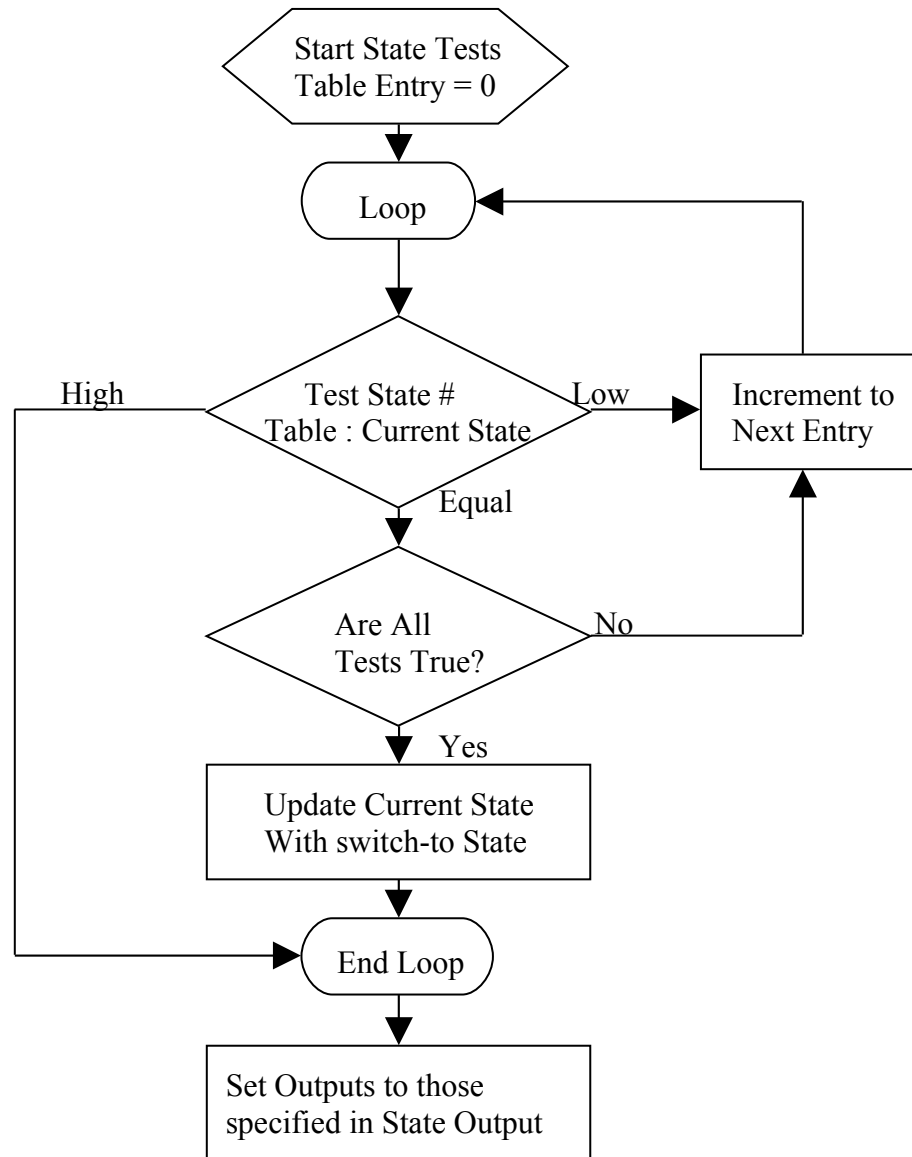 Start State Tests
Table Entry = 0
Loop
High
Test State #
Table : Current State
Low
Increment to
Next Entry
Equal
Are All
Tests True?
No
Yes
Update Current State
With switch-to State
End Loop
Set Outputs to those
specified in State Output